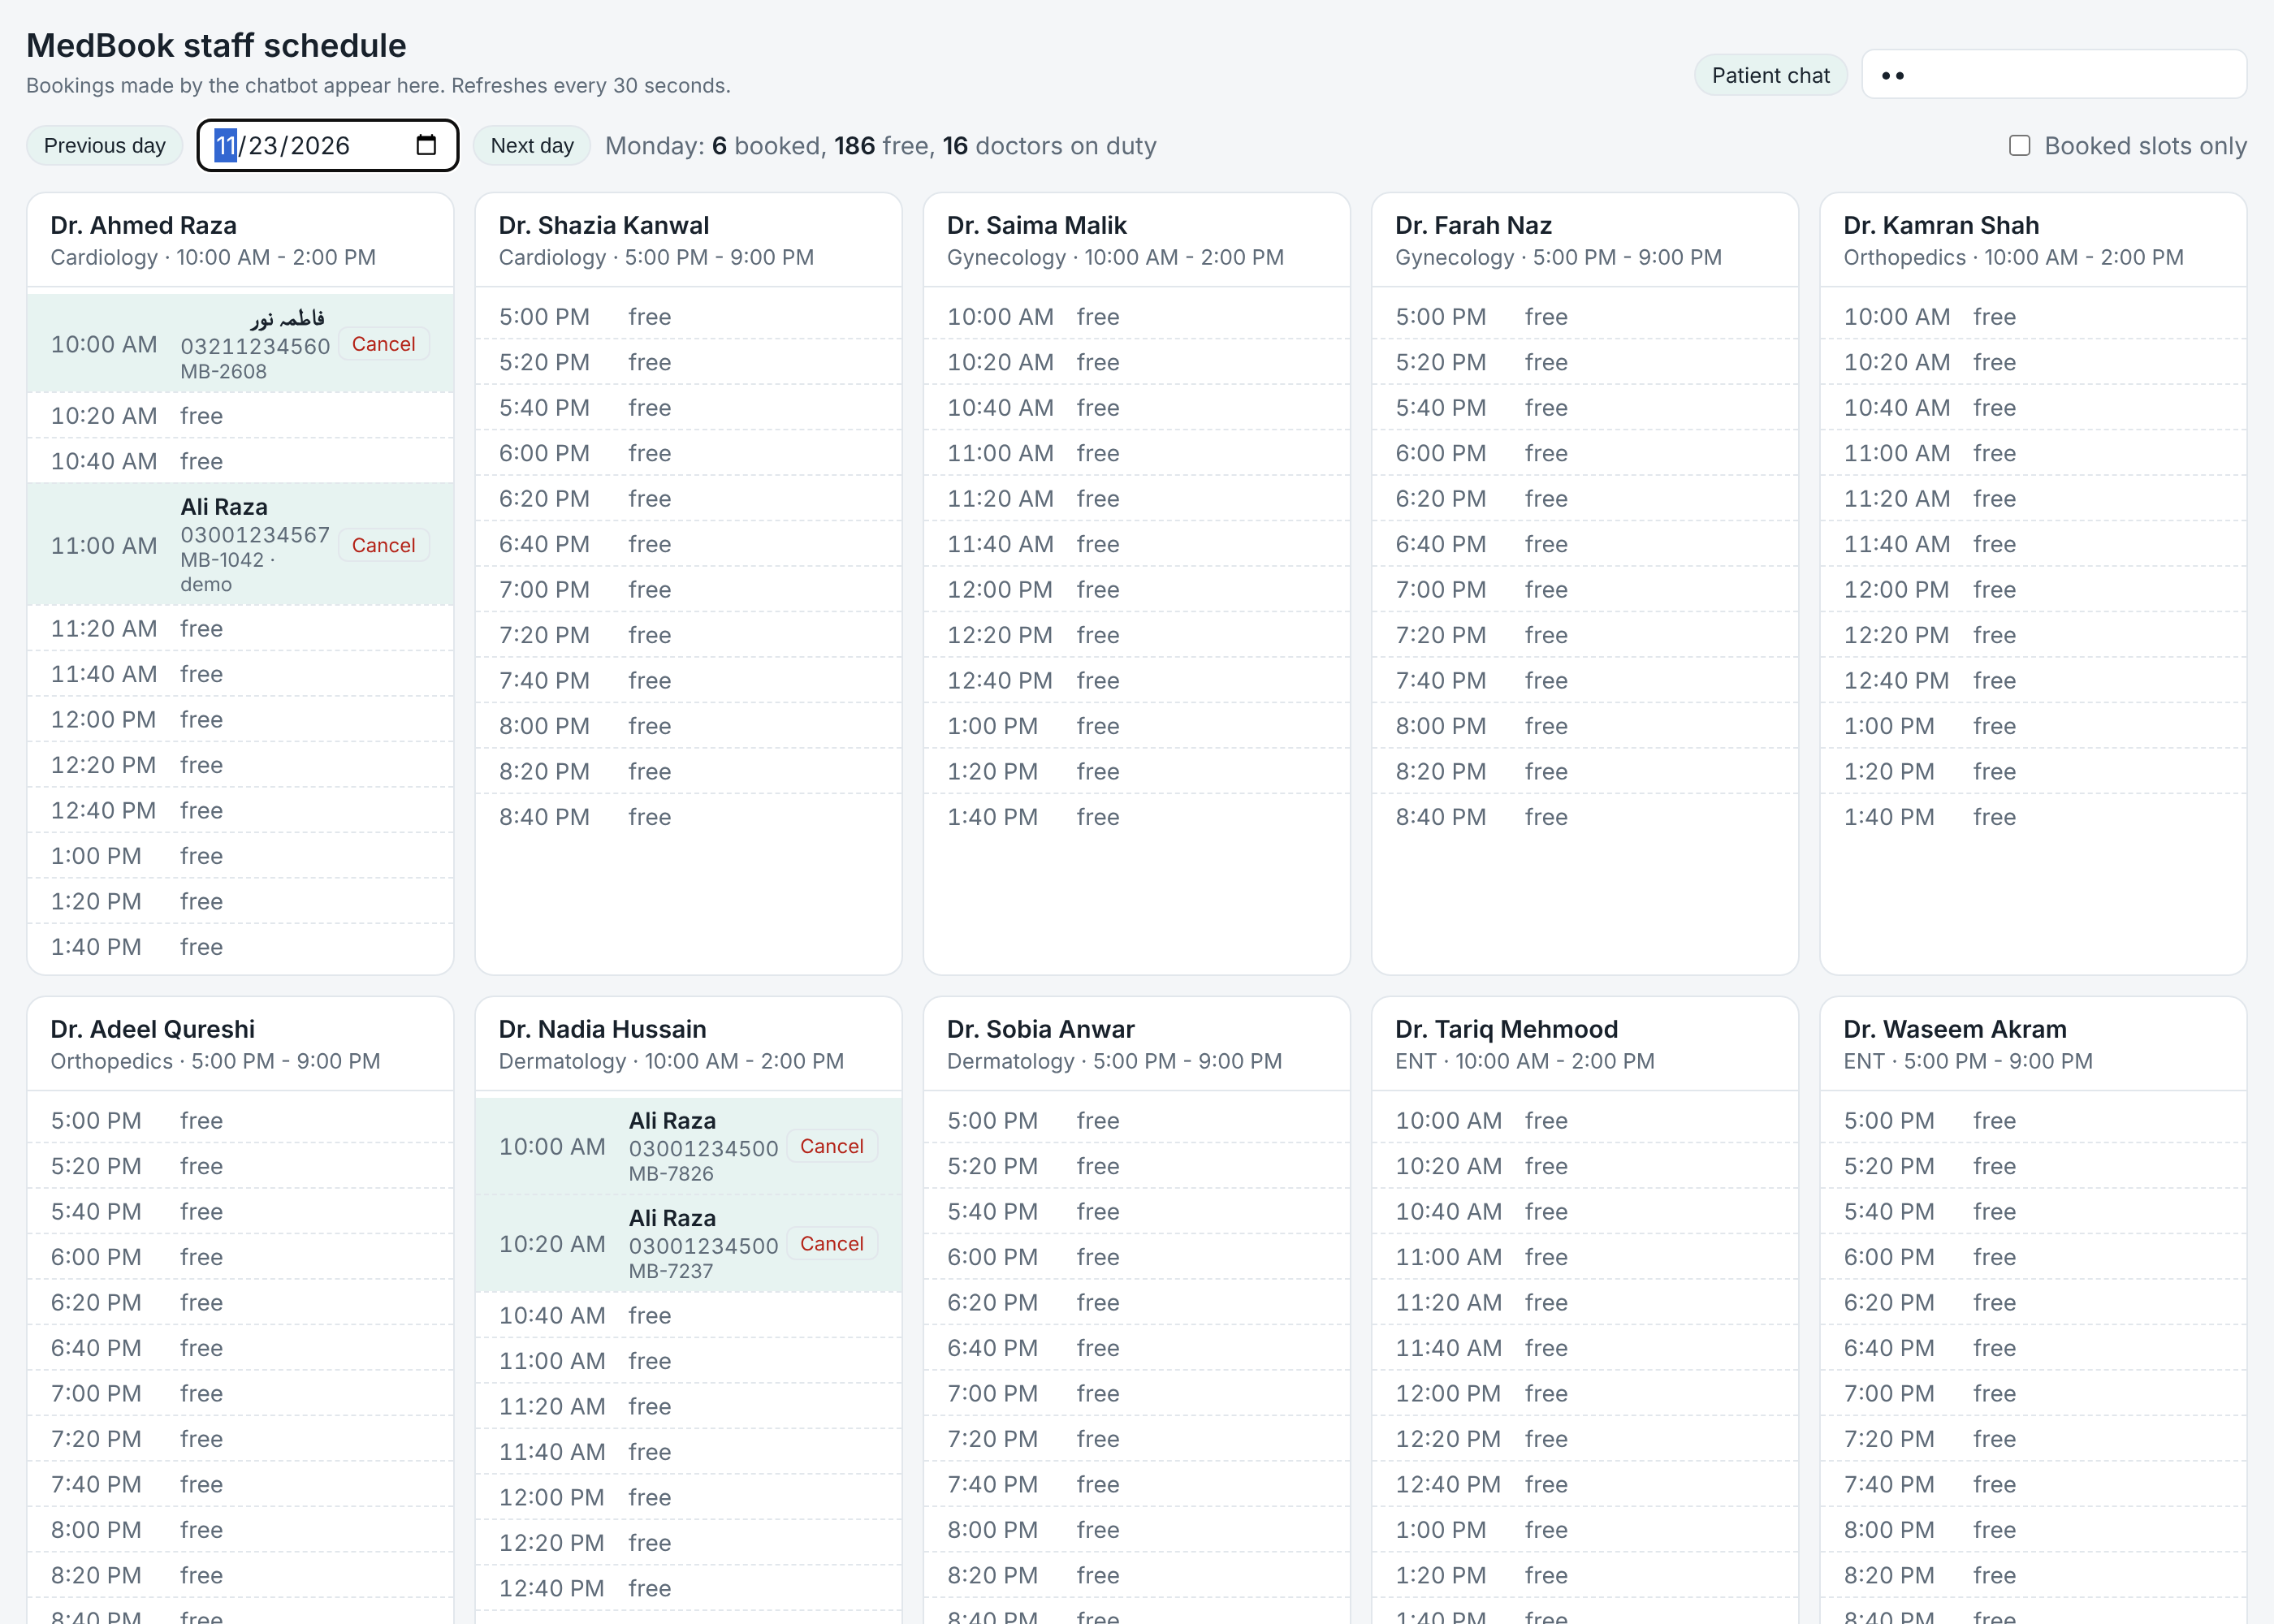 MedBook staff schedule
Bookings made by the chatbot appear here. Refreshes every 30 seconds.
Patient chat
Previous day 11/23/2026 Next day Monday: 6 booked, 186 free, 16 doctors on duty Booked slots only
Dr. Ahmed Raza
Cardiology · 10:00 AM - 2:00 PM
10:00 AM
فاطمہ نور
03211234560
MB-2608
Cancel
10:20 AM free
10:40 AM free
11:00 AM
Ali Raza
03001234567
MB-1042 ·
demo
Cancel
11:20 AM free
11:40 AM free
12:00 PM free
12:20 PM free
12:40 PM free
1:00 PM free
1:20 PM free
1:40 PM free
Dr. Shazia Kanwal
Cardiology · 5:00 PM - 9:00 PM
5:00 PM free
5:20 PM free
5:40 PM free
6:00 PM free
6:20 PM free
6:40 PM free
7:00 PM free
7:20 PM free
7:40 PM free
8:00 PM free
8:20 PM free
8:40 PM free
Dr. Saima Malik
Gynecology · 10:00 AM - 2:00 PM
10:00 AM free
10:20 AM free
10:40 AM free
11:00 AM free
11:20 AM free
11:40 AM free
12:00 PM free
12:20 PM free
12:40 PM free
1:00 PM free
1:20 PM free
1:40 PM free
Dr. Farah Naz
Gynecology · 5:00 PM - 9:00 PM
5:00 PM free
5:20 PM free
5:40 PM free
6:00 PM free
6:20 PM free
6:40 PM free
7:00 PM free
7:20 PM free
7:40 PM free
8:00 PM free
8:20 PM free
8:40 PM free
Dr. Kamran Shah
Orthopedics · 10:00 AM - 2:00 PM
10:00 AM free
10:20 AM free
10:40 AM free
11:00 AM free
11:20 AM free
11:40 AM free
12:00 PM free
12:20 PM free
12:40 PM free
1:00 PM free
1:20 PM free
1:40 PM free
Dr. Adeel Qureshi
Orthopedics · 5:00 PM - 9:00 PM
5:00 PM free
5:20 PM free
5:40 PM free
6:00 PM free
6:20 PM free
6:40 PM free
7:00 PM free
7:20 PM free
7:40 PM free
8:00 PM free
8:20 PM free
8:40 PM free
Dr. Nadia Hussain
Dermatology · 10:00 AM - 2:00 PM
10:00 AM
Ali Raza
03001234500
MB-7826
Cancel
10:20 AM
Ali Raza
03001234500
MB-7237
Cancel
10:40 AM free
11:00 AM free
11:20 AM free
11:40 AM free
12:00 PM free
12:20 PM free
12:40 PM free
Dr. Sobia Anwar
Dermatology · 5:00 PM - 9:00 PM
5:00 PM free
5:20 PM free
5:40 PM free
6:00 PM free
6:20 PM free
6:40 PM free
7:00 PM free
7:20 PM free
7:40 PM free
8:00 PM free
8:20 PM free
8:40 PM free
Dr. Tariq Mehmood
ENT · 10:00 AM - 2:00 PM
10:00 AM free
10:20 AM free
10:40 AM free
11:00 AM free
11:20 AM free
11:40 AM free
12:00 PM free
12:20 PM free
12:40 PM free
1:00 PM free
1:20 PM free
1:40 PM free
Dr. Waseem Akram
ENT · 5:00 PM - 9:00 PM
5:00 PM free
5:20 PM free
5:40 PM free
6:00 PM free
6:20 PM free
6:40 PM free
7:00 PM free
7:20 PM free
7:40 PM free
8:00 PM free
8:20 PM free
8:40 PM free